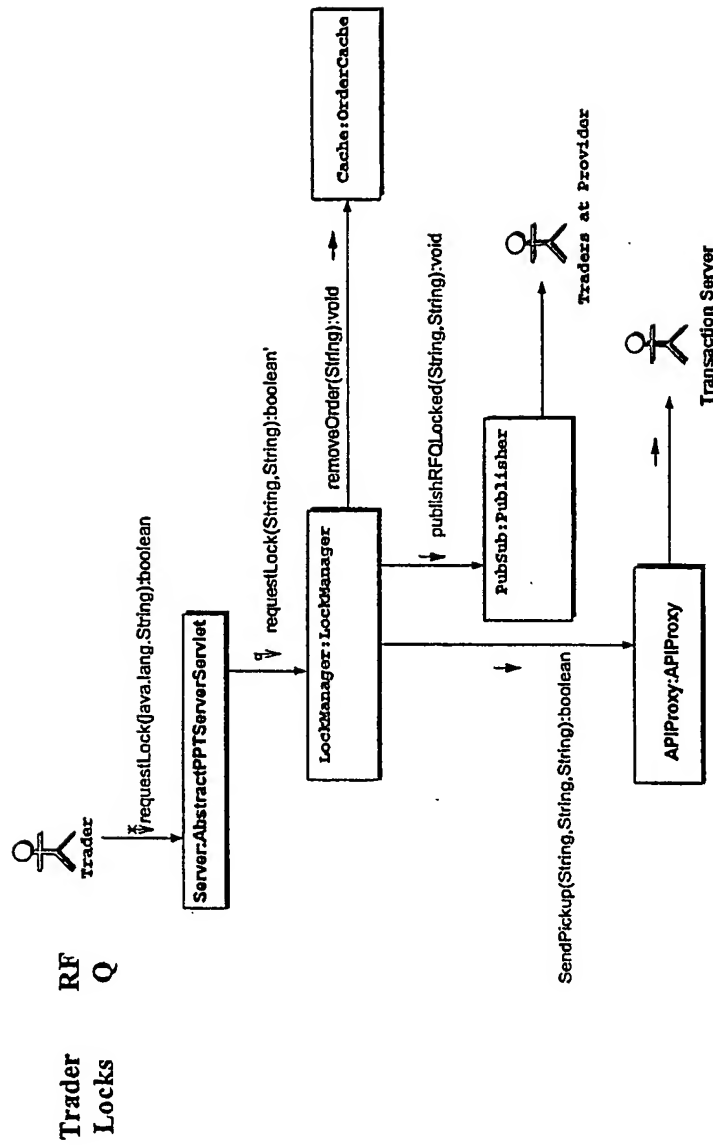 Trader RF
Locks Q
Trader
requestLock(java.lang.String):boolean
Server:AbstractPPTServerServlet
requestLock(String,String):boolean'
LockManager:LockManager
removeOrder(String):void
Cache:OrderCache
publishRFQLocked(String,String):void
PubSub:Publisher
Traders at Provider
SendPickup(String,String,String):boolean
APIProxy:APIProxy
Transaction Server